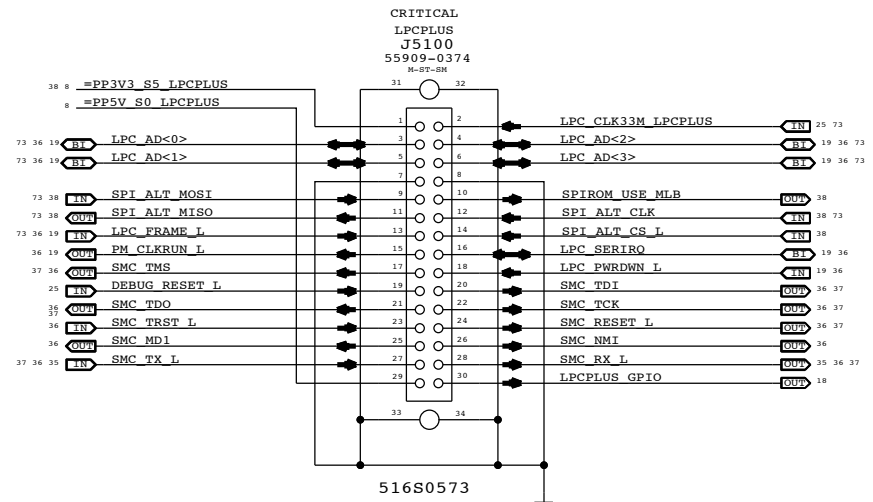 CRITICAL
LPCPLUS
J5100
55909-0374
M-ST-SM
31 32
38 8 =PP3V3_S5_LPCPLUS
8 =PP5V_S0_LPCPLUS
1 2 LPC_CLK33M_LPCPLUS IN 25 73
73 36 19 BI LPC_AD<0> 3 4 LPC_AD<2> BI 19 36 73
73 36 19 BI LPC_AD<1> 5 6 LPC_AD<3> BI 19 36 73
7 8
73 38 IN SPI_ALT_MOSI 9 10 SPIROM_USE_MLB OUT 38
73 38 OUT SPI_ALT_MISO 11 12 SPI_ALT_CLK IN 38 73
73 36 19 IN LPC_FRAME_L 13 14 SPI_ALT_CS_L IN 38
36 19 OUT PM_CLKRUN_L 15 16 LPC_SERIRQ BI 19 36
37 36 OUT SMC_TMS 17 18 LPC_PWRDWN_L IN 19 36
25 IN DEBUG_RESET_L 19 20 SMC_TDI OUT 36 37
36 37 OUT SMC_TDO 21 22 SMC_TCK OUT 36 37
36 IN SMC_TRST_L 23 24 SMC_RESET_L OUT 36 37
36 OUT SMC_MD1 25 26 SMC_NMI OUT 36
37 36 35 IN SMC_TX_L 27 28 SMC_RX_L OUT 35 36 37
29 30 LPCPLUS_GPIO OUT 18
33 34
516S0573